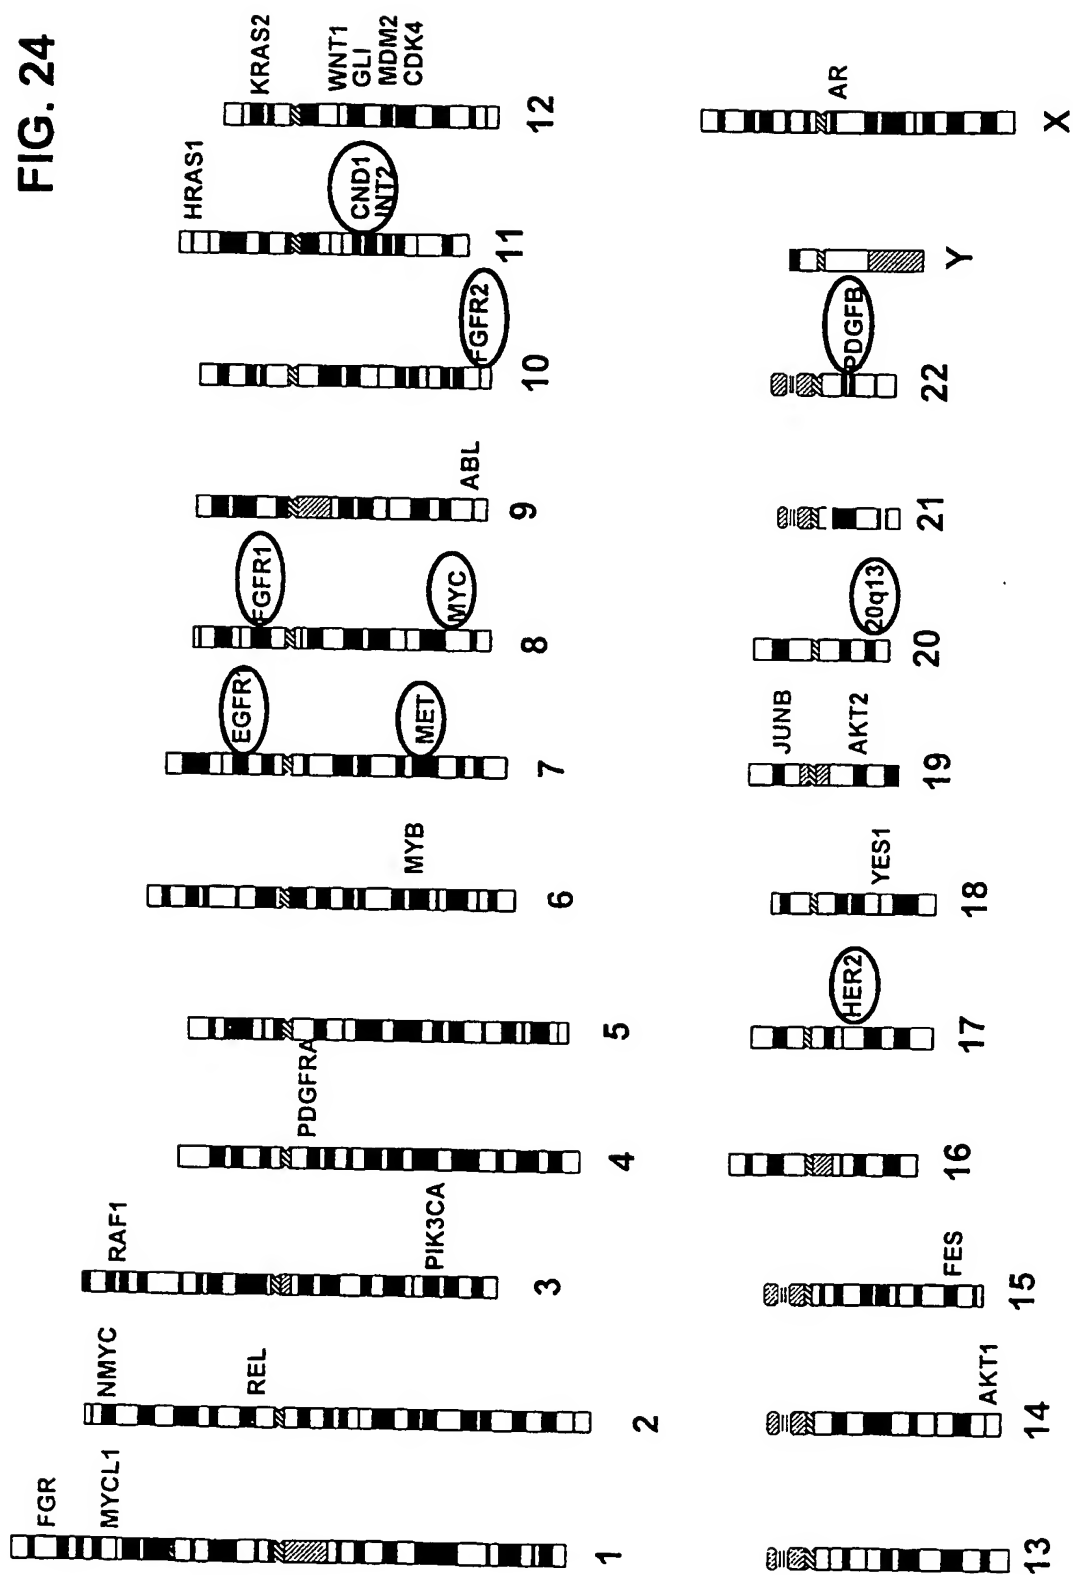 FIG. 24
FGR
MYCL1
1
NMYC
REL
2
RAF1
PIK3CA
3
PDGFRA
4
5
MYB
6
EGFR
MET
7
FGFR1
MYC
8
ABL
9
FGFR2
10
HRAS1
CND1
INT2
11
KRAS2
WNT1
GLI
MDM2
CDK4
12
13
AKT1
14
FES
15
16
HER2
17
YES1
18
JUNB
AKT2
19
20q13
20
21
PDGFB
22
Y
AR
X